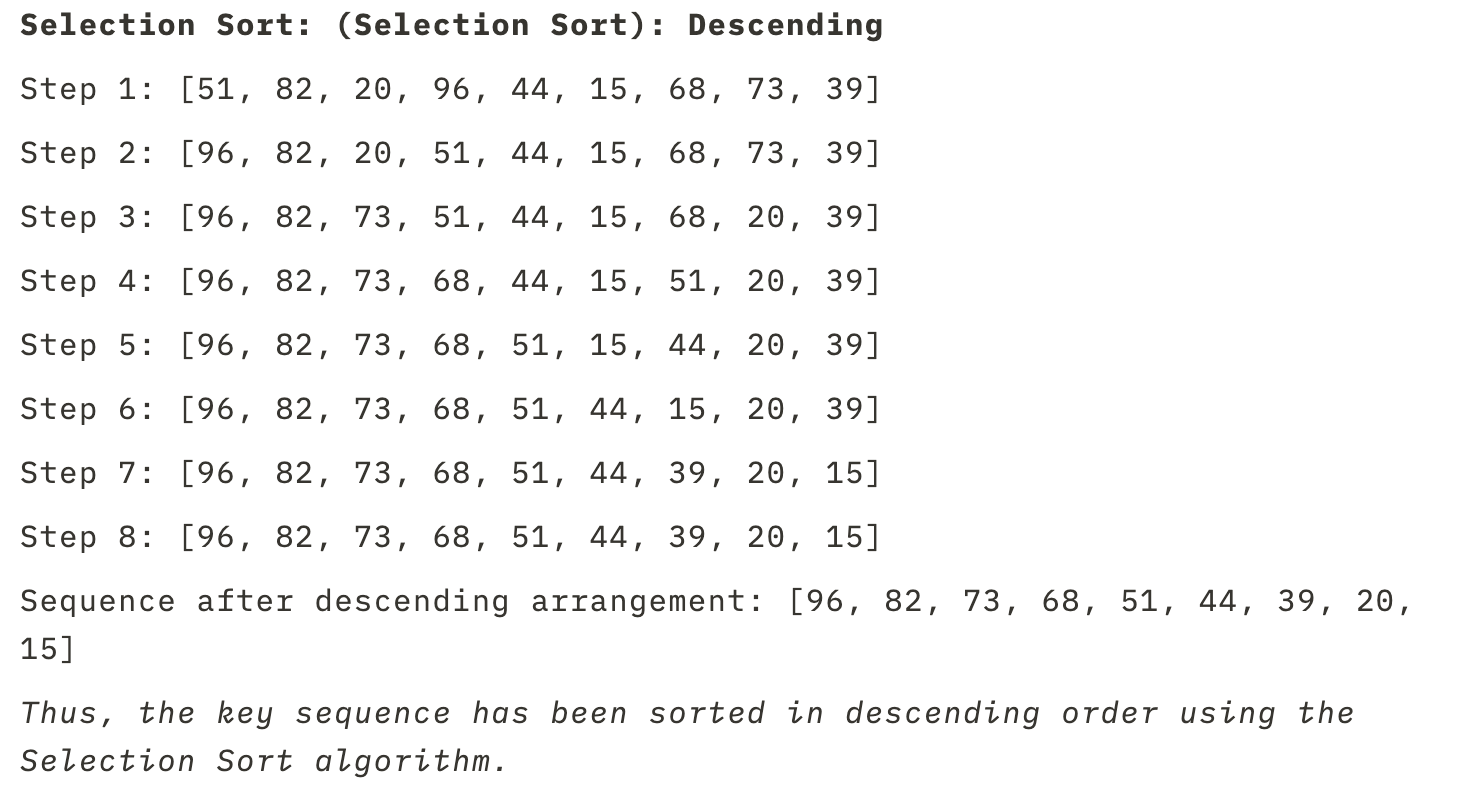 Selection Sort: (Selection Sort): Descending
Step 1: [51, 82, 20, 96, 44, 15, 68, 73, 39]
Step 2: [96, 82, 20, 51, 44, 15, 68, 73, 39]
Step 3: [96, 82, 73, 51, 44, 15, 68, 20, 39]
Step 4: [96, 82, 73, 68, 44, 15, 51, 20, 39]
Step 5: [96, 82, 73, 68, 51, 15, 44, 20, 39]
Step 6: [96, 82, 73, 68, 51, 44, 15, 20, 39]
Step 7: [96, 82, 73, 68, 51, 44, 39, 20, 15]
Step 8: [96, 82, 73, 68, 51, 44, 39, 20, 15]
Sequence after descending arrangement: [96, 82, 73, 68, 51, 44, 39, 20,
15]
Thus, the key sequence has been sorted in descending order using the
Selection Sort algorithm.